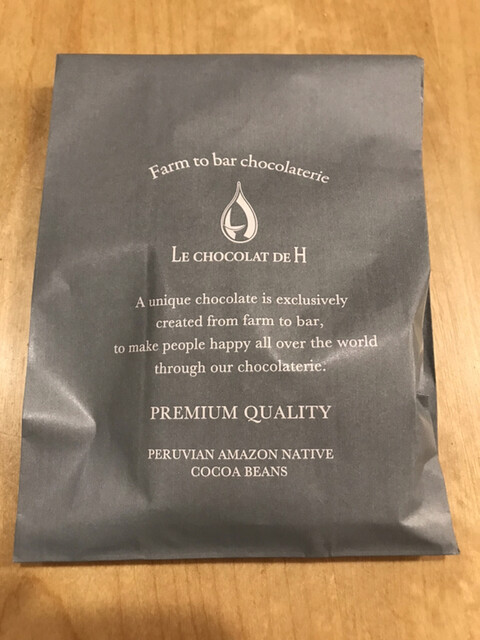 Farm to bar chocolaterie
LE CHOCOLAT DE H
A unique chocolate is exclusively
created from farm to bar,
to make people happy all over the world
through our chocolaterie.
PREMIUM QUALITY
PERUVIAN AMAZON NATIVE
COCOA BEANS